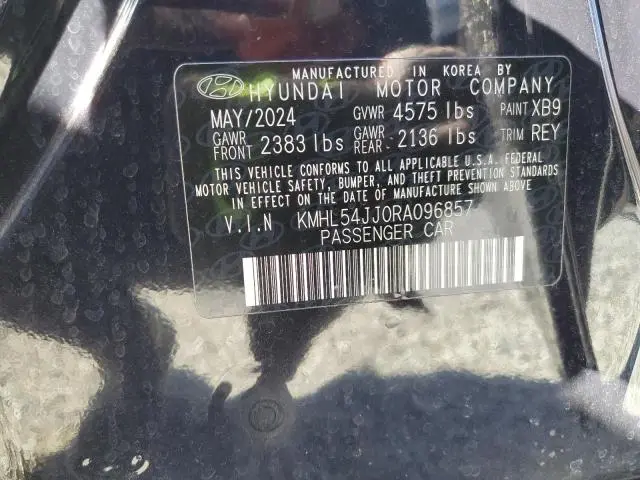 MANUFACTURED IN KOREA BY
HYUNDAI MOTOR COMPANY
MAY/2024 GVWR 4575 lbs PAINT XB9
GAWR FRONT 2383 lbs GAWR REAR 2136 lbs TRIM REY
THIS VEHICLE CONFORMS TO ALL APPLICABLE U.S.A. FEDERAL
MOTOR VEHICLE SAFETY, BUMPER, AND THEFT PREVENTION STANDARDS
IN EFFECT ON THE DATE OF MANUFACTURE SHOWN ABOVE.
V.I.N KMHL54JJ0RA096857
PASSENGER CAR